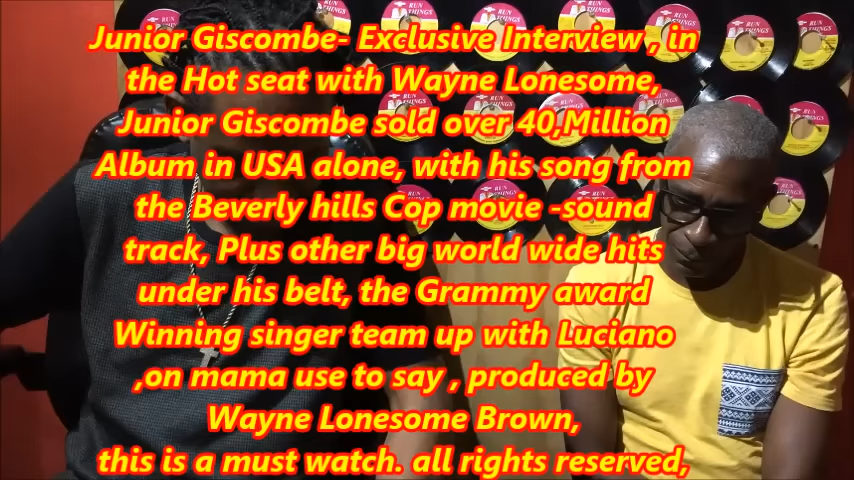 Junior Giscombe- Exclusive Interview , in
the Hot seat with Wayne Lonesome,
Junior Giscombe sold over 40,Million
Album in USA alone, with his song from
the Beverly hills Cop movie -sound
track, Plus other big world wide hits
under his belt, the Grammy award
Winning singer team up with Luciano
,on mama use to say , produced by
Wayne Lonesome Brown,
this is a must watch. all rights reserved,
RUN
THINGS